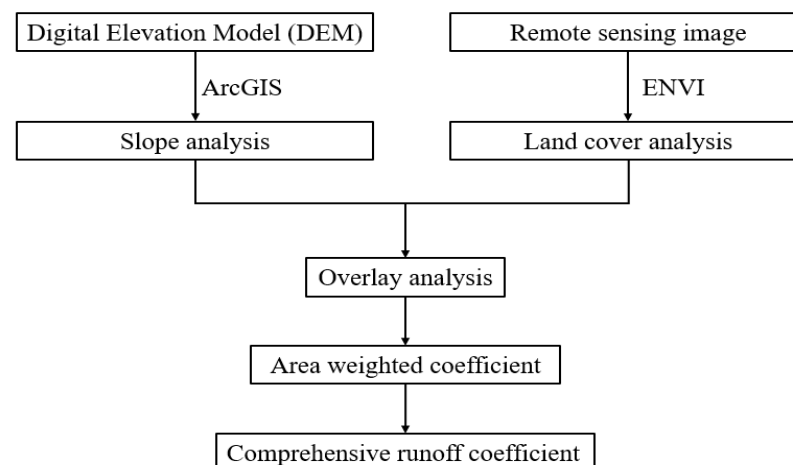 Digital Elevation Model (DEM)
Remote sensing image
ArcGIS
ENVI
Slope analysis
Land cover analysis
Overlay analysis
Area weighted coefficient
Comprehensive runoff coefficient